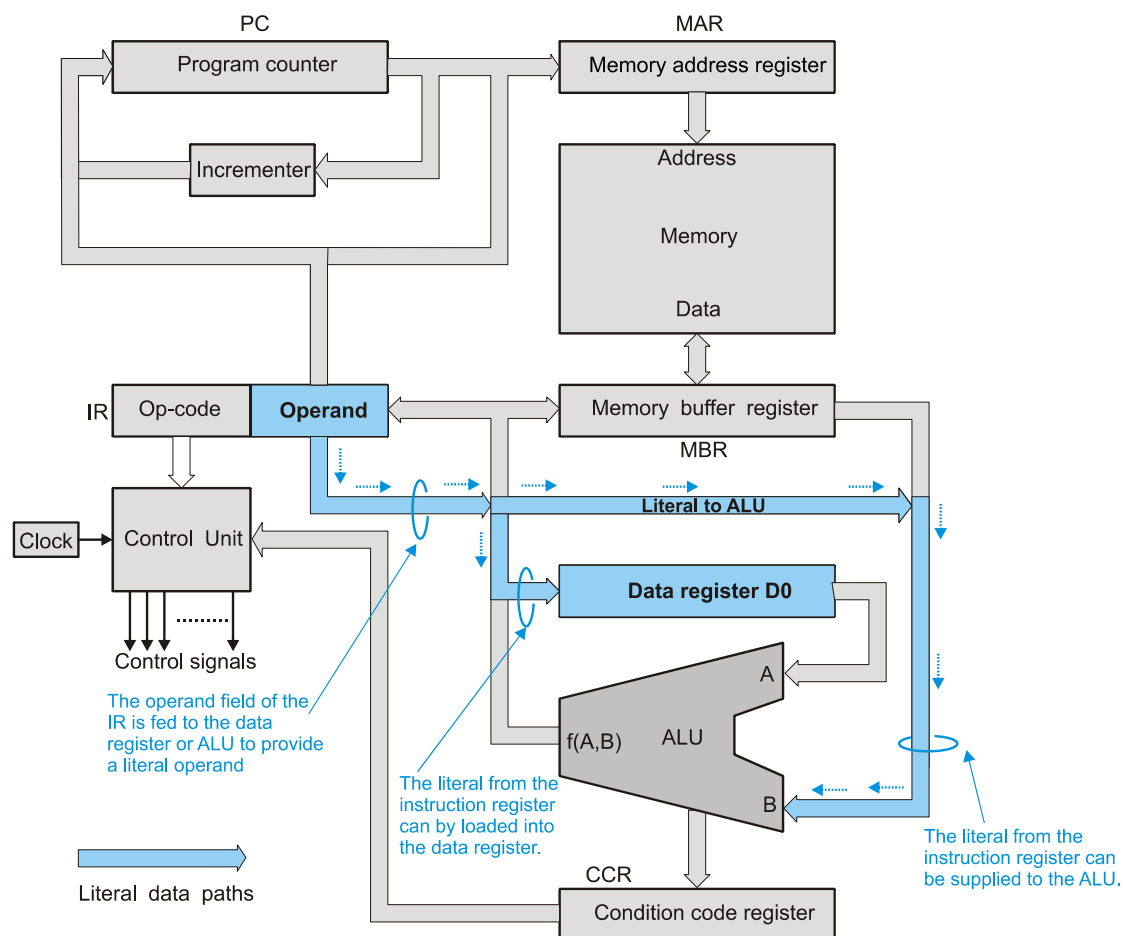 PC
MAR
Program counter
Memory address register
Incrementer
Address
Memory
Data
IR
Op-code
Operand
Memory buffer register
MBR
Literal to ALU
Clock
Control Unit
Data register D0
Control signals
A
The operand field of the
IR is fed to the data
register or ALU to provide
a literal operand
f(A,B)
ALU
B
The literal from the
instruction register
can by loaded into
the data register.
The literal from the
instruction register can
be supplied to the ALU.
Literal data paths
CCR
Condition code register